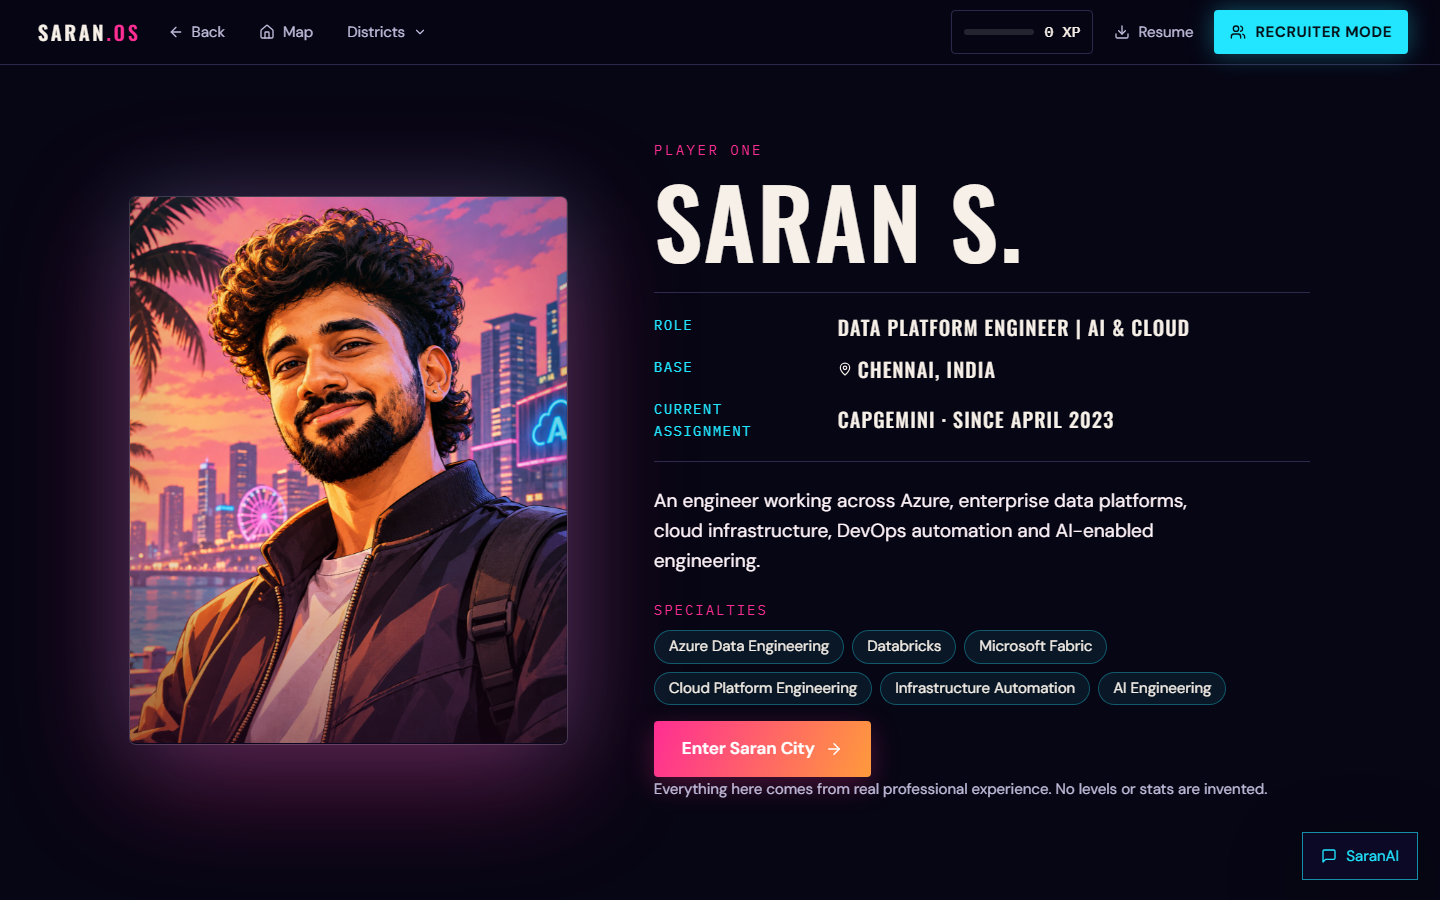 SARAN.OS
Back
Map
Districts
0 XP
Resume
RECRUITER MODE
PLAYER ONE
SARAN S.
ROLE
DATA PLATFORM ENGINEER | AI & CLOUD
BASE
CHENNAI, INDIA
CURRENT
ASSIGNMENT
CAPGEMINI · SINCE APRIL 2023
An engineer working across Azure, enterprise data platforms,
cloud infrastructure, DevOps automation and AI-enabled
engineering.
SPECIALTIES
Azure Data Engineering
Databricks
Microsoft Fabric
Cloud Platform Engineering
Infrastructure Automation
AI Engineering
Enter Saran City
Everything here comes from real professional experience. No levels or stats are invented.
SaranAI